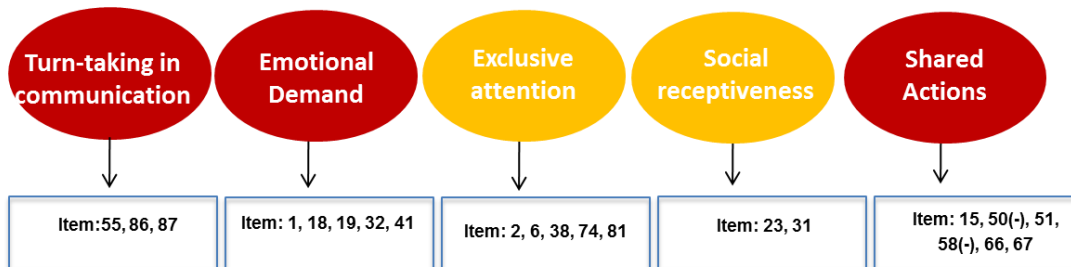 Turn-taking in
communication
Emotional
Demand
Exclusive
attention
Social
receptiveness
Shared
Actions
Item:55, 86, 87
Item: 1, 18, 19, 32, 41
Item: 2, 6, 38, 74, 81
Item: 23, 31
Item: 15, 50(-), 51,
58(-), 66, 67